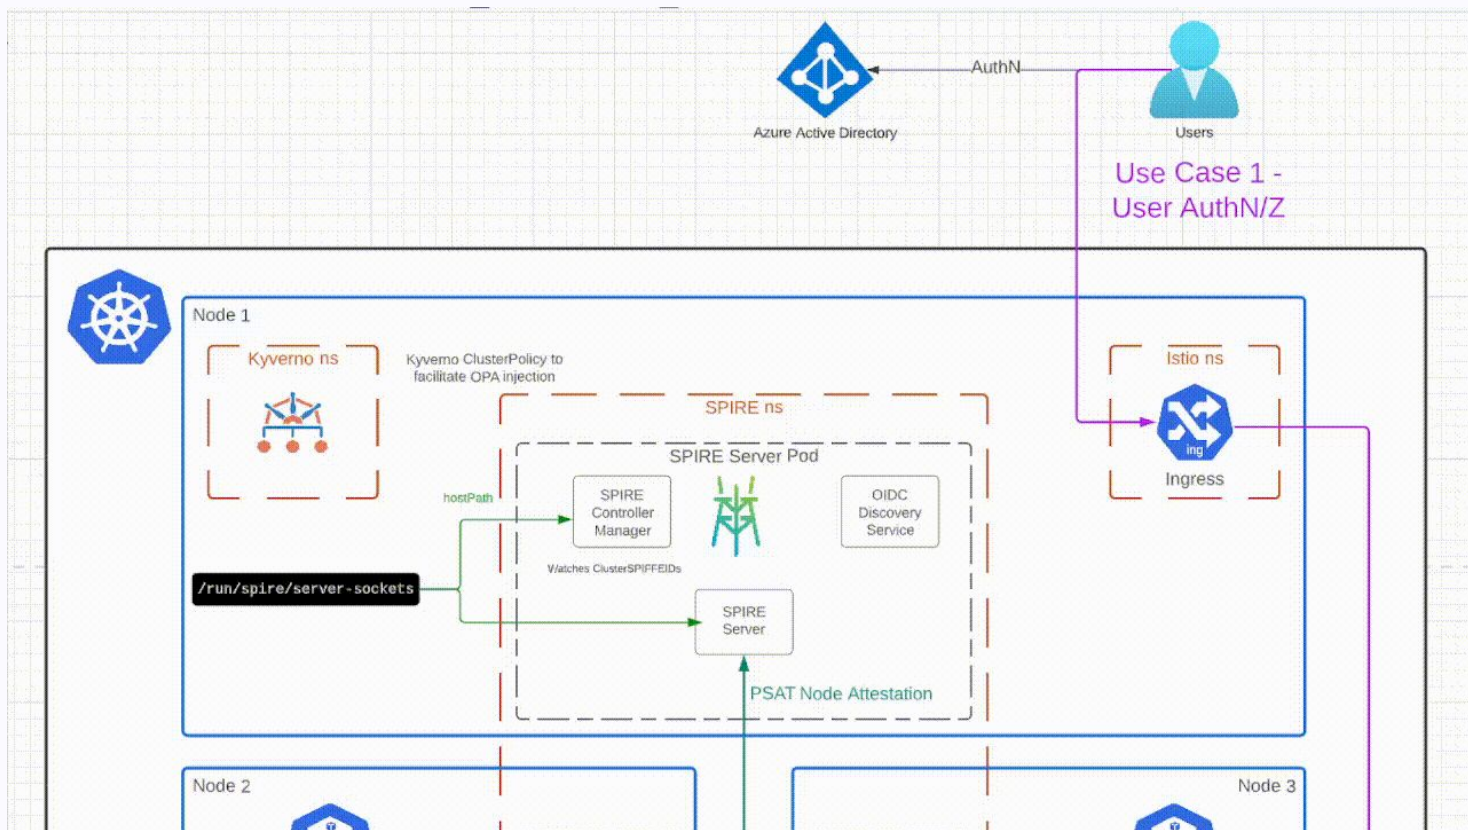 AuthN
Azure Active Directory
Users
Use Case 1 -
User AuthN/Z
Node 1
Kyverno ns
Kyverno ClusterPolicy to
facilitate OPA injection
SPIRE ns
Istio ns
SPIRE Server Pod
ing
Ingress
hostPath
SPIRE
Controller
Manager
OIDC
Discovery
Service
Watches ClusterSPIFFEIDs
/run/spire/server-sockets
SPIRE
Server
PSAT Node Attestation
Node 2
Node 3